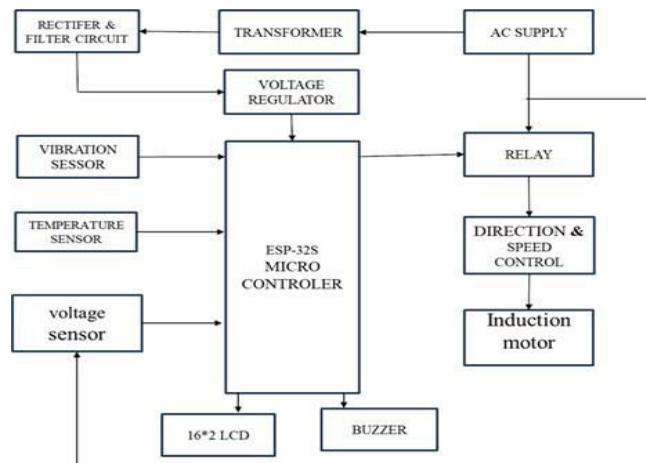 RECTIFER &
FILTER CIRCUIT
TRANSFORMER
AC SUPPLY
VOLTAGE
REGULATOR
VIBRATION
SESSOR
RELAY
TEMPERATURE
SENSOR
ESP-32S
MICRO
CONTROLER
DIRECTION &
SPEED
CONTROL
voltage
sensor
Induction
motor
16*2 LCD
BUZZER